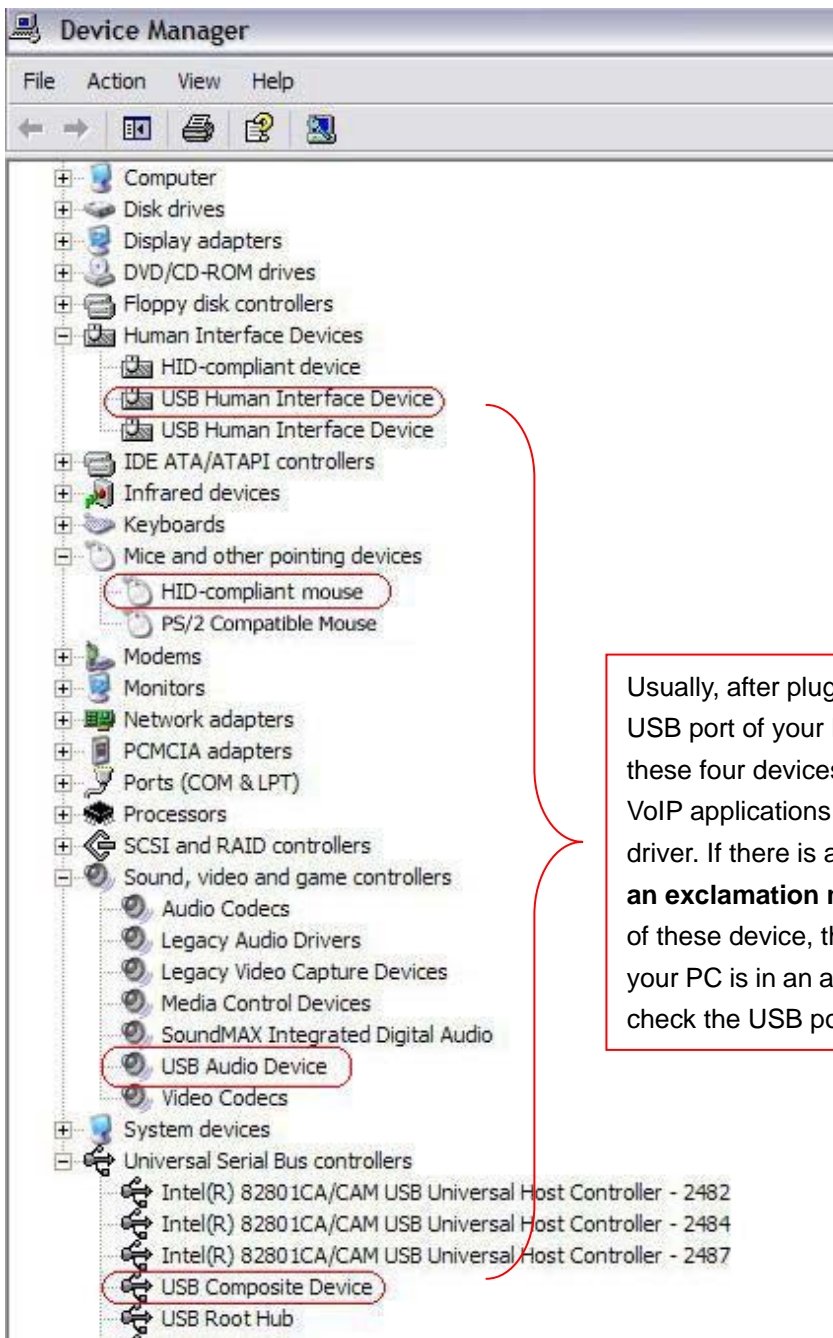 Device Manager
File Action View Help
Computer
Disk drives
Display adapters
DVD/CD-ROM drives
Floppy disk controllers
Human Interface Devices
HID-compliant device
USB Human Interface Device
USB Human Interface Device
IDE ATA/ATAPI controllers
Infrared devices
Keyboards
Mice and other pointing devices
HID-compliant mouse
PS/2 Compatible Mouse
Modems
Monitors
Network adapters
PCMCIA adapters
Ports (COM & LPT)
Processors
SCSI and RAID controllers
Sound, video and game controllers
Audio Codecs
Legacy Audio Drivers
Legacy Video Capture Devices
Media Control Devices
SoundMAX Integrated Digital Audio
USB Audio Device
Video Codecs
System devices
Universal Serial Bus controllers
Intel(R) 82801CA/CAM USB Universal Host Controller - 2482
Intel(R) 82801CA/CAM USB Universal Host Controller - 2484
Intel(R) 82801CA/CAM USB Universal Host Controller - 2487
USB Composite Device
USB Root Hub
Usually, after plug
USB port of your
these four devices
VoIP applications
driver. If there is a
an exclamation
of these device,
your PC is in an a
check the USB